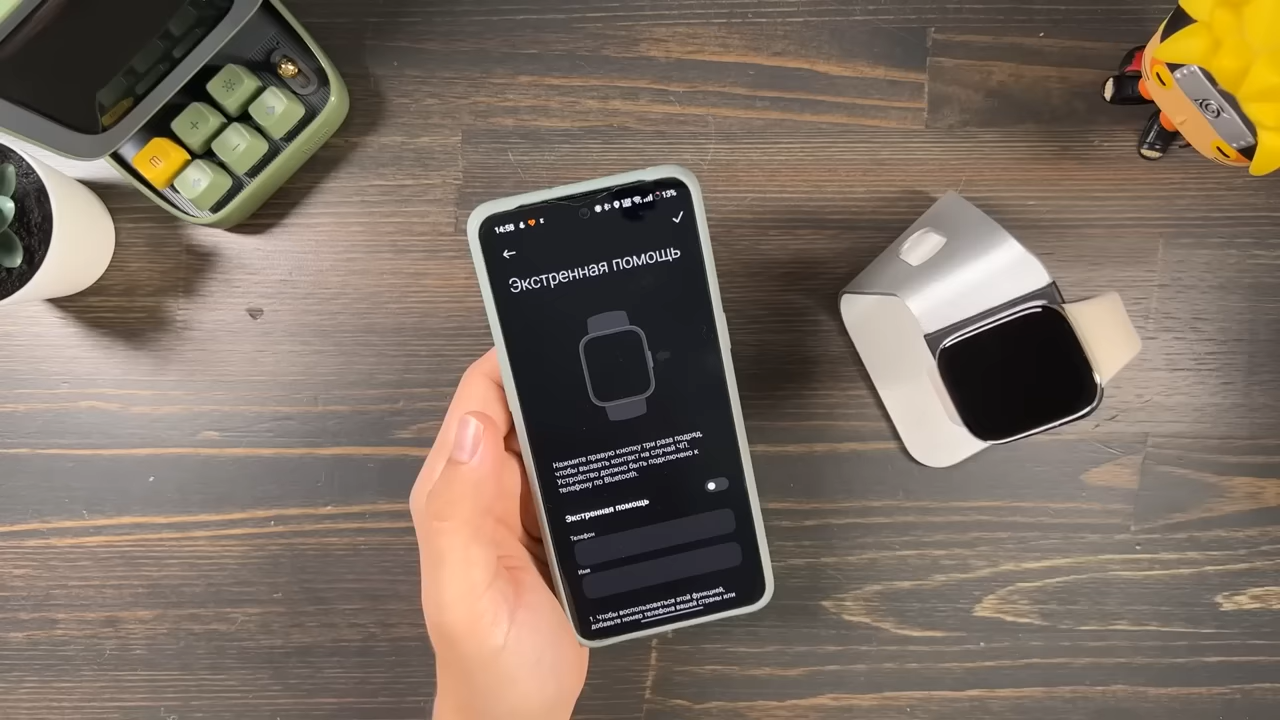 14:58
13%
Экстренная помощь
Нажмите правую кнопку три раза подряд,
чтобы вызвать контакт на случай ЧП.
Устройство должно быть подключено к
телефону по Bluetooth.
Экстренная помощь
Телефон
Имя
1. Чтобы воспользоваться этой функцией,
добавьте номер телефона вашей страны или